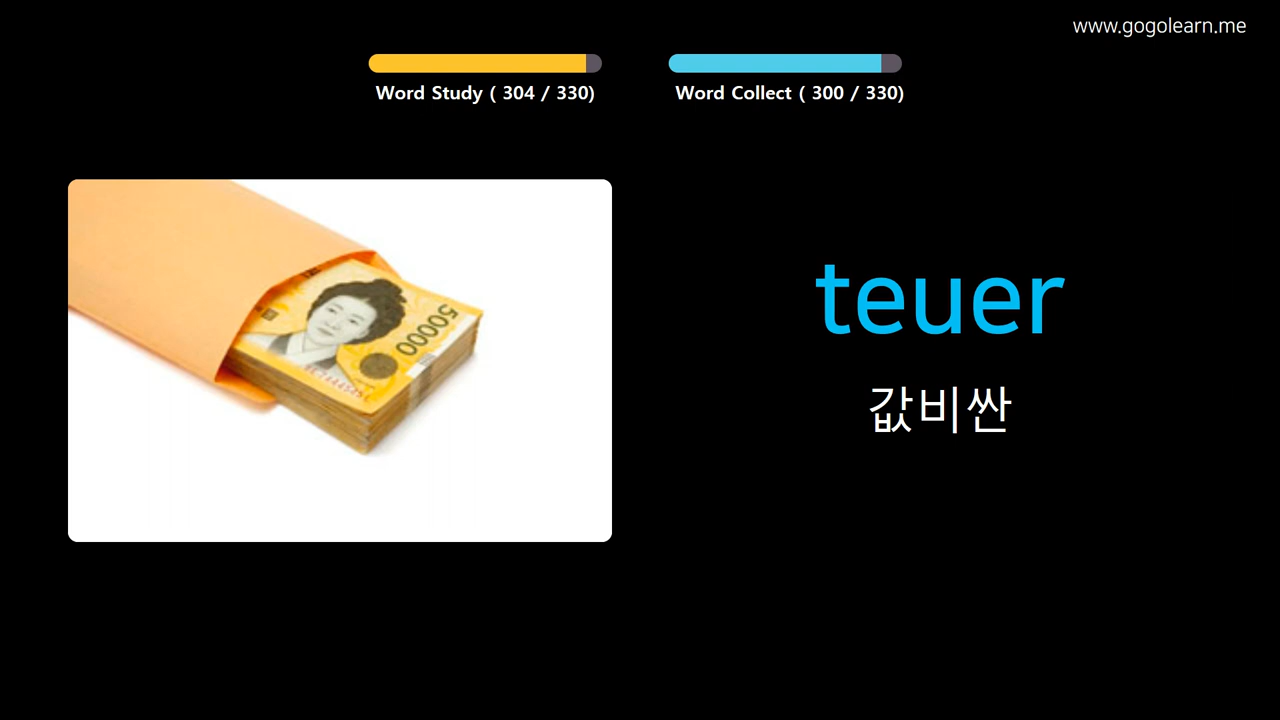 www.gogolearn.me
Word Study ( 304 / 330)
Word Collect ( 300 / 330)
50000
teuer
값비싼